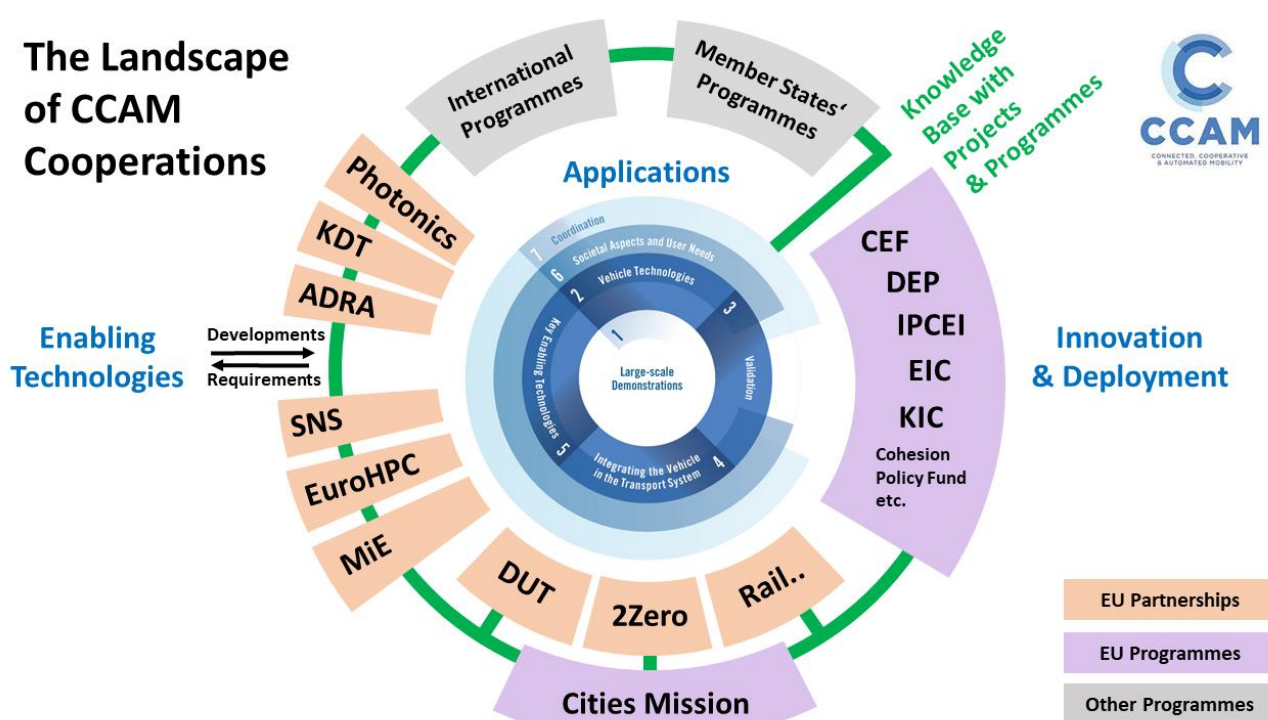 The Landscape
of CCAM
Cooperations
International
Programmes
Member States‘
Programmes
Knowledge
Base with
Projects
& Programmes
CCAM
CONNECTED, COOPERATIVE
& AUTOMATED MOBILITY
Applications
Photonics
KDT
ADRA
Enabling
Technologies
Developments
Requirements
SNS
EuroHPC
MiE
7 Coordination
6 Societal Aspects and User Needs
2 Vehicle Technologies
1
Large-scale
Demonstrations
3
Validation
4
Integrating the Vehicle
in the Transport System
5
Key Enabling Technologies
CEF
DEP
IPCEI
EIC
KIC
Cohesion
Policy Fund
etc.
Innovation
& Deployment
DUT
2Zero
Rail..
Cities Mission
EU Partnerships
EU Programmes
Other Programmes